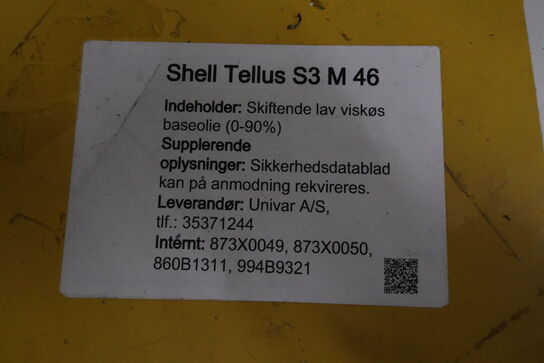 Shell Tellus S3 M 46
Indeholder: Skiftende lav viskøs
baseolie (0-90%)
Supplerende
oplysninger: Sikkerhedsdatablad
kan på anmodning rekvireres.
Leverandør: Univar A/S,
tlf.: 35371244
Intérnt: 873X0049, 873X0050,
860B1311, 994B9321